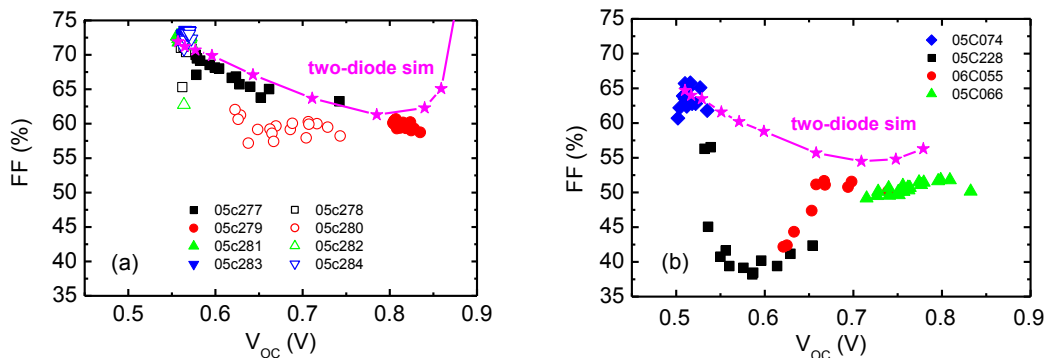 75
70
65
60
55
50
45
40
35
FF (%)
two-diode sim
05c277
05c278
05c279
05c280
05c281
05c282
05c283
05c284
(a)
0.5 0.6 0.7 0.8 0.9
V_OC (V)
75
70
65
60
55
50
45
40
35
FF (%)
05C074
05C228
06C055
05C066
two-diode sim
(b)
0.4 0.5 0.6 0.7 0.8 0.9
V_OC (V)